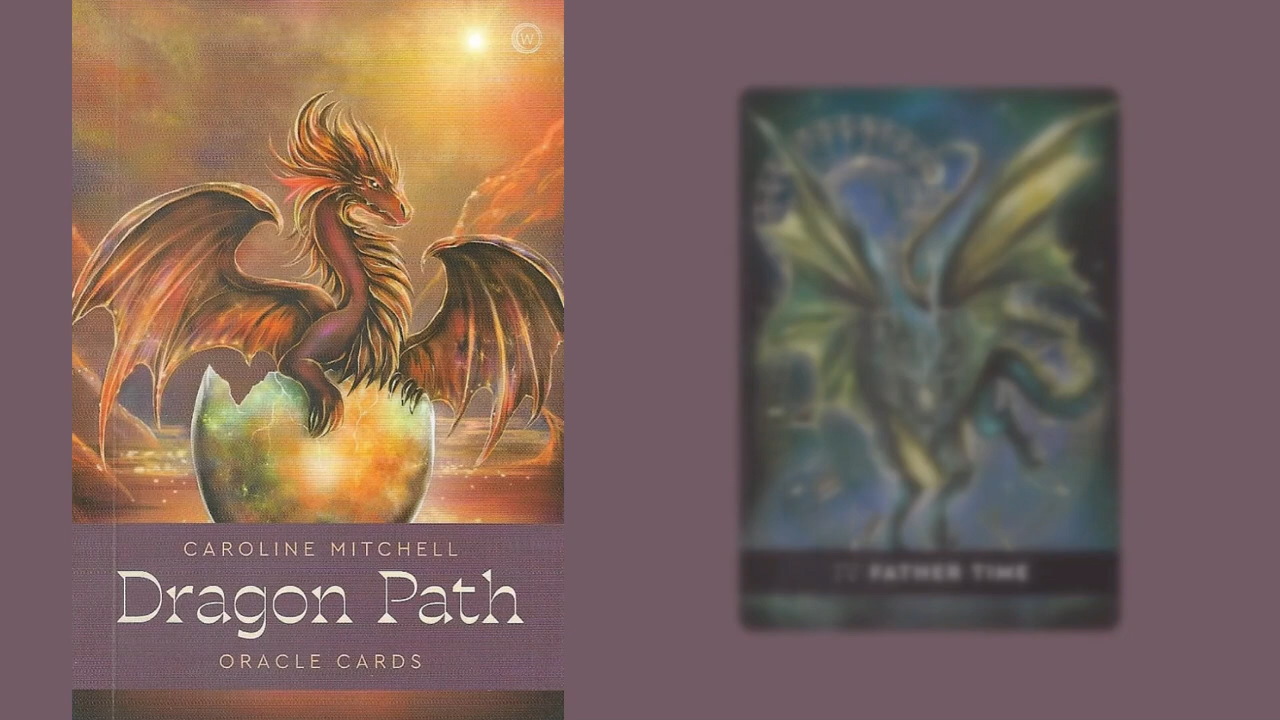 W
CAROLINE MITCHELL
Dragon Path
ORACLE CARDS
FATHER TIME